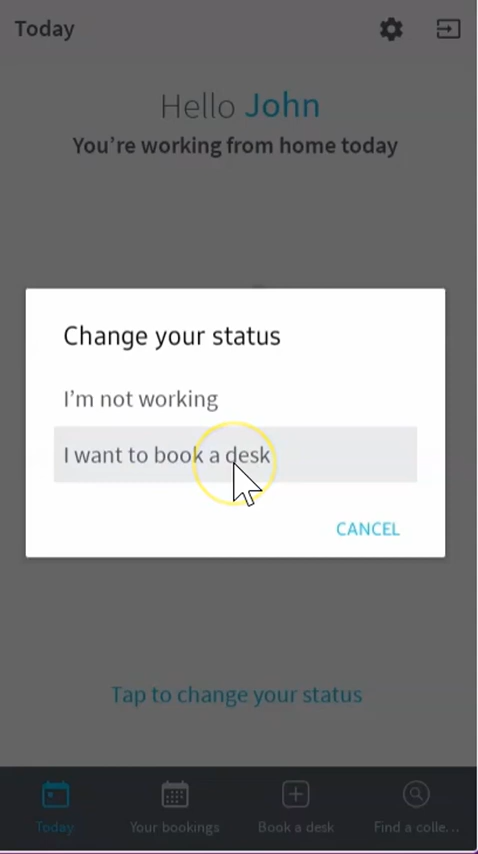 Today
Hello John
You're working from home today
Change your status
I'm not working
I want to book a desk
CANCEL
Tap to change your status
Today
Your bookings
Book a desk
Find a colle...